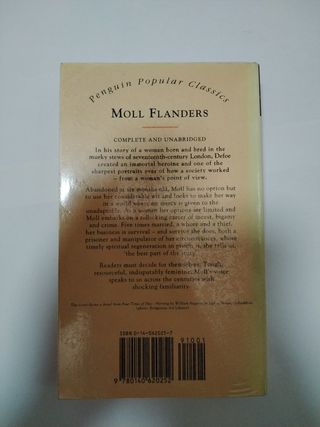 Penguin Popular Classics
MOLL FLANDERS
COMPLETE AND UNABRIDGED
In his story of a woman born and bred in the
murky stews of seventeenth-century London, Defoe
created an immortal heroine and one of the
sharpest portraits ever of how a society worked
– from a woman's point of view.
Abandoned at six months old, Moll has no option but
to use her considerable wit and looks to make her way
in a world where no mercy is given to the
unadaptable. As a woman her options are limited and
Moll embarks on a rollicking career of incest, bigamy
and crime. Five times married, a whore and a thief,
her business is survival – and survive she does, both a
prisoner and manipulator of her circumstances, whose
timely spiritual regeneration in prison is, she tells us, 'not
the best part of the story'.
Readers must decide for themselves. Tough,
resourceful, indisputably feminine, Moll's voice
speaks to us across the centuries with
shocking familiarity.
ISBN 0-14-062025-7
91001
9 780140 620252